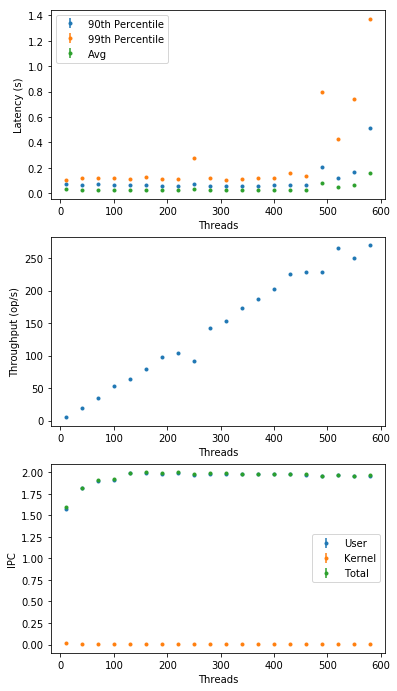 1.4
1.2
1.0
0.8
0.6
0.4
0.2
0.0
Latency (s)
90th Percentile
99th Percentile
Avg
0 100 200 300 400 500 600
Threads
250
200
150
100
50
0
Throughput (op/s)
0 100 200 300 400 500 600
Threads
2.00
1.75
1.50
1.25
1.00
0.75
0.50
0.25
0.00
IPC
User
Kernel
Total
0 100 200 300 400 500 600
Threads